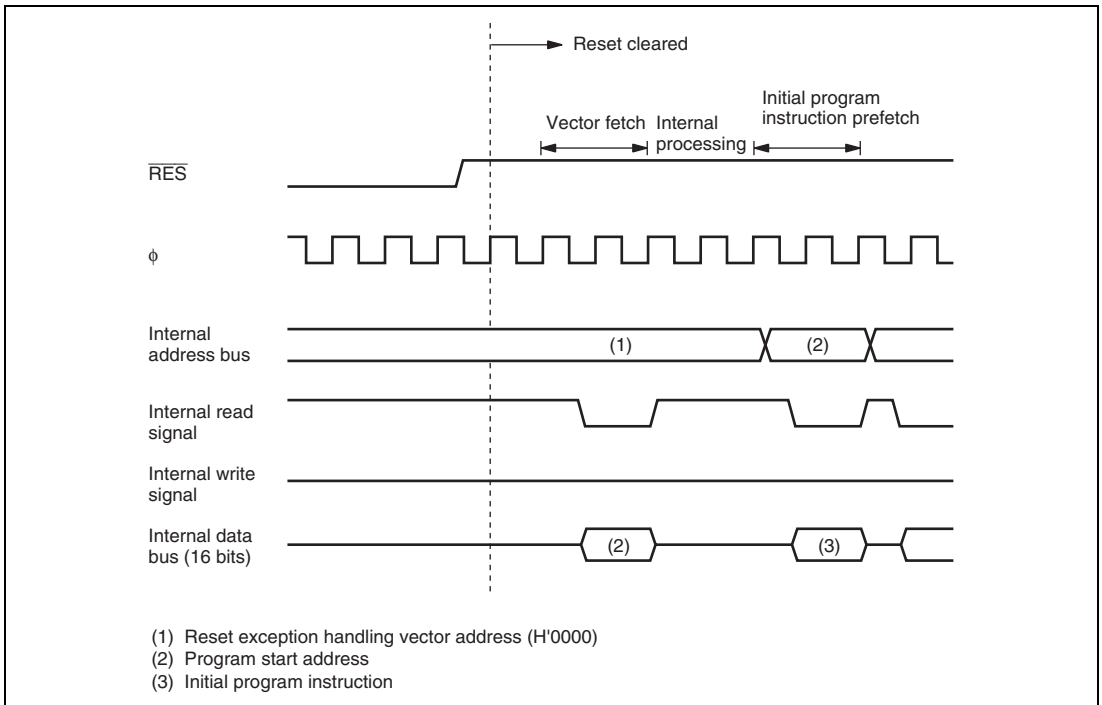 Reset cleared
Initial program
instruction prefetch
Vector fetch
Internal
processing
RES
φ
Internal
address bus
(1)
(2)
Internal read
signal
Internal write
signal
Internal data
bus (16 bits)
(2)
(3)
(1) Reset exception handling vector address (H'0000)
(2) Program start address
(3) Initial program instruction